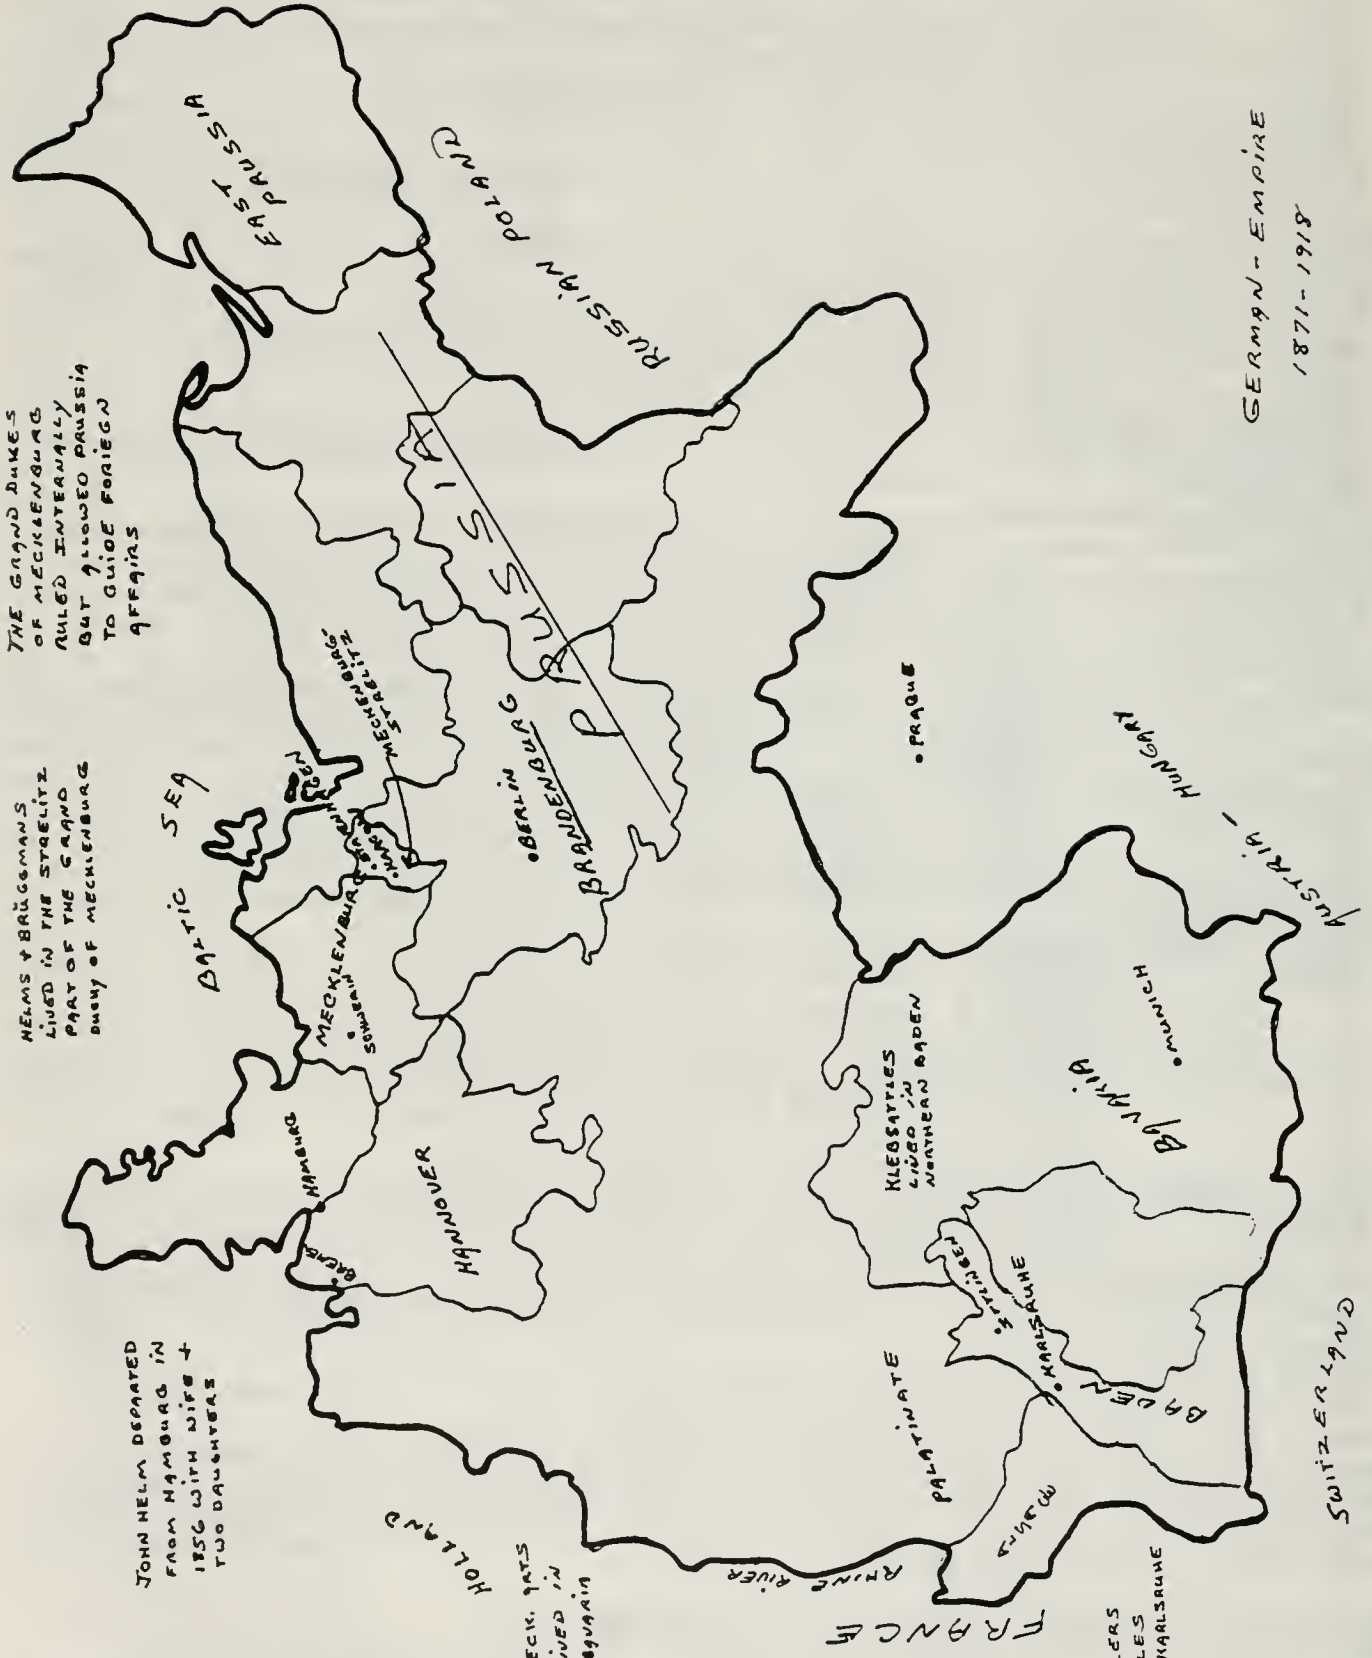 THE GRAND DUKES
OF MECKLENBURG
RULED INTERNALLY
BUT ALLOWED PRUSSIA
TO GUIDE FORIEGN
AFFAIRS
HELMS + BRÜGGMANS
LIVED IN THE STRELITZ
PART OF THE GRAND
DUCHY OF MECKLENBURG
JOHN HELM DEPARTED
FROM HAMBURG IN
1856 WITH WIFE +
TWO DAUGHTERS
BALTIC SEA
EAST
PRUSSIA
RUSSIAN POLAND
PRUSSIA
MECKENBURG-
STRELITZ
MECKLENBURG
SCHWERIN
BERLIN
BRANDENBURG
HAMBURG
HANNOVER
HOLLAND
LIVED IN
RHINE
RIVER
FRANCE
PALATINATE
KLEBSATTLES
LIVED IN
NORTHERN BADEN
KARLSRUHE
BADEN
BAVARIA
MUNICH
PRAGUE
AUSTRIA - HUNGARY
SWITZERLAND
KARLSRUHE
GERMAN - EMPIRE
1871-1918